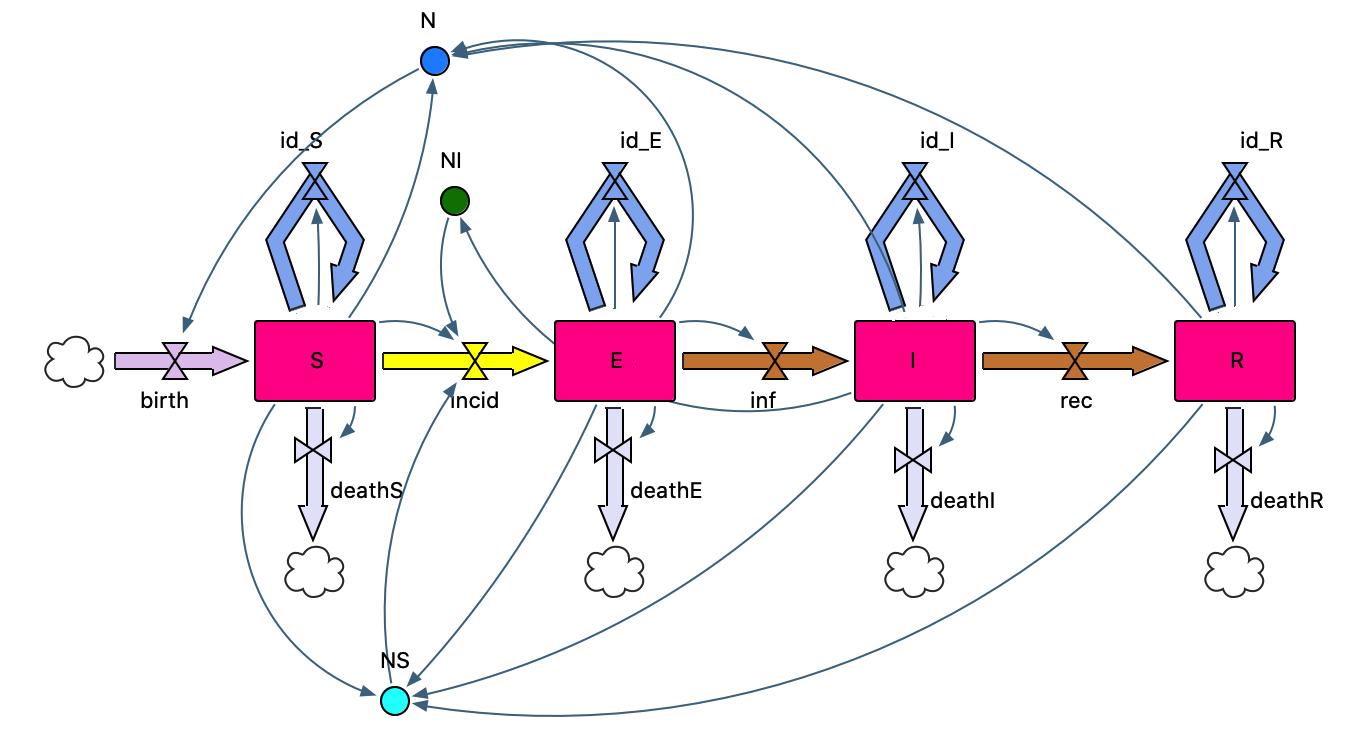 N
id_S
id_E
id_I
id_R
NI
S
E
I
R
birth
incid
inf
rec
deathS
deathE
deathI
deathR
NS